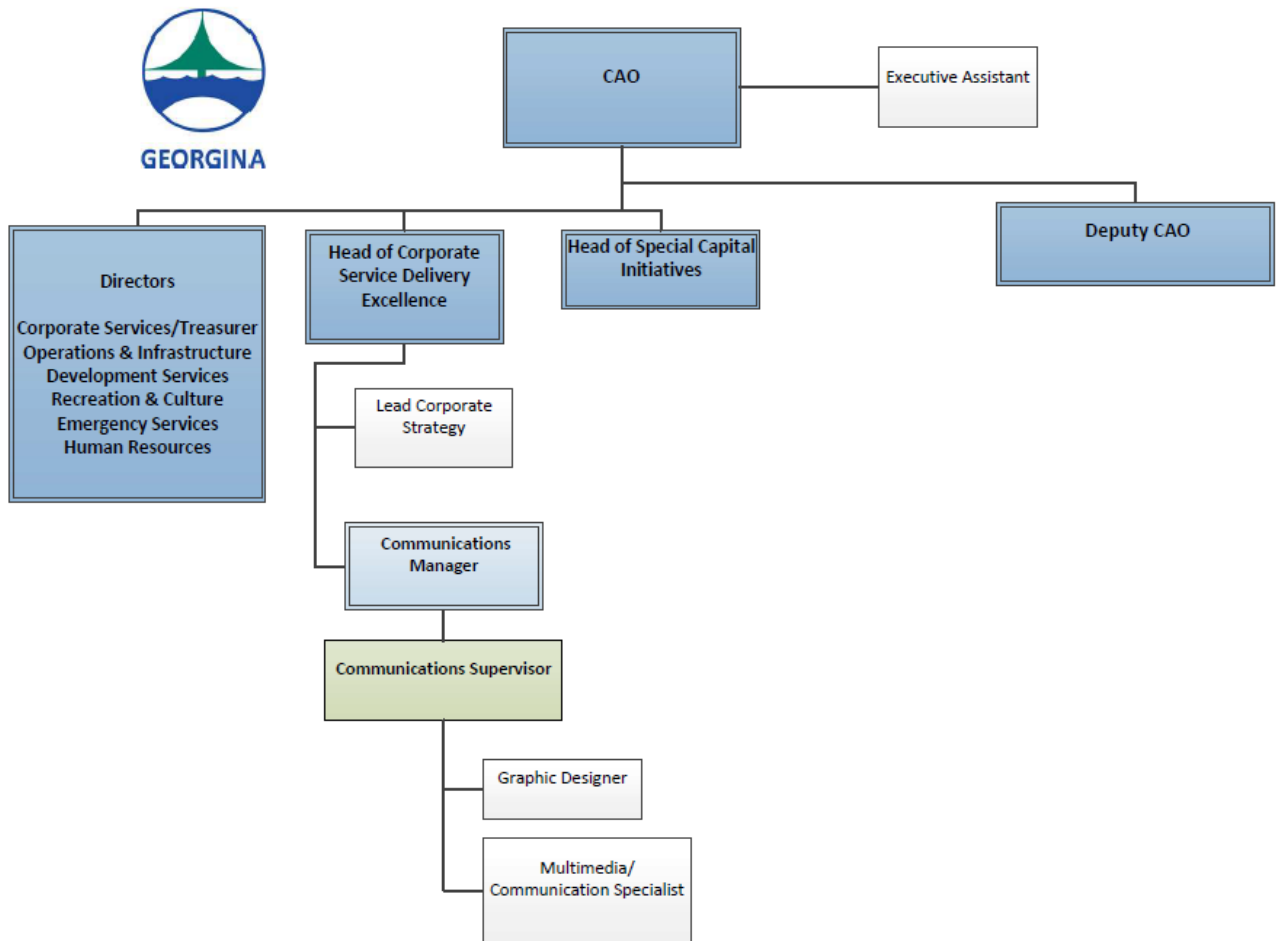 GEORGINA
CAO
Executive Assistant
Directors
Corporate Services/Treasurer
Operations & Infrastructure
Development Services
Recreation & Culture
Emergency Services
Human Resources
Head of Corporate
Service Delivery
Excellence
Head of Special Capital
Initiatives
Deputy CAO
Lead Corporate
Strategy
Communications
Manager
Communications Supervisor
Graphic Designer
Multimedia/
Communication Specialist